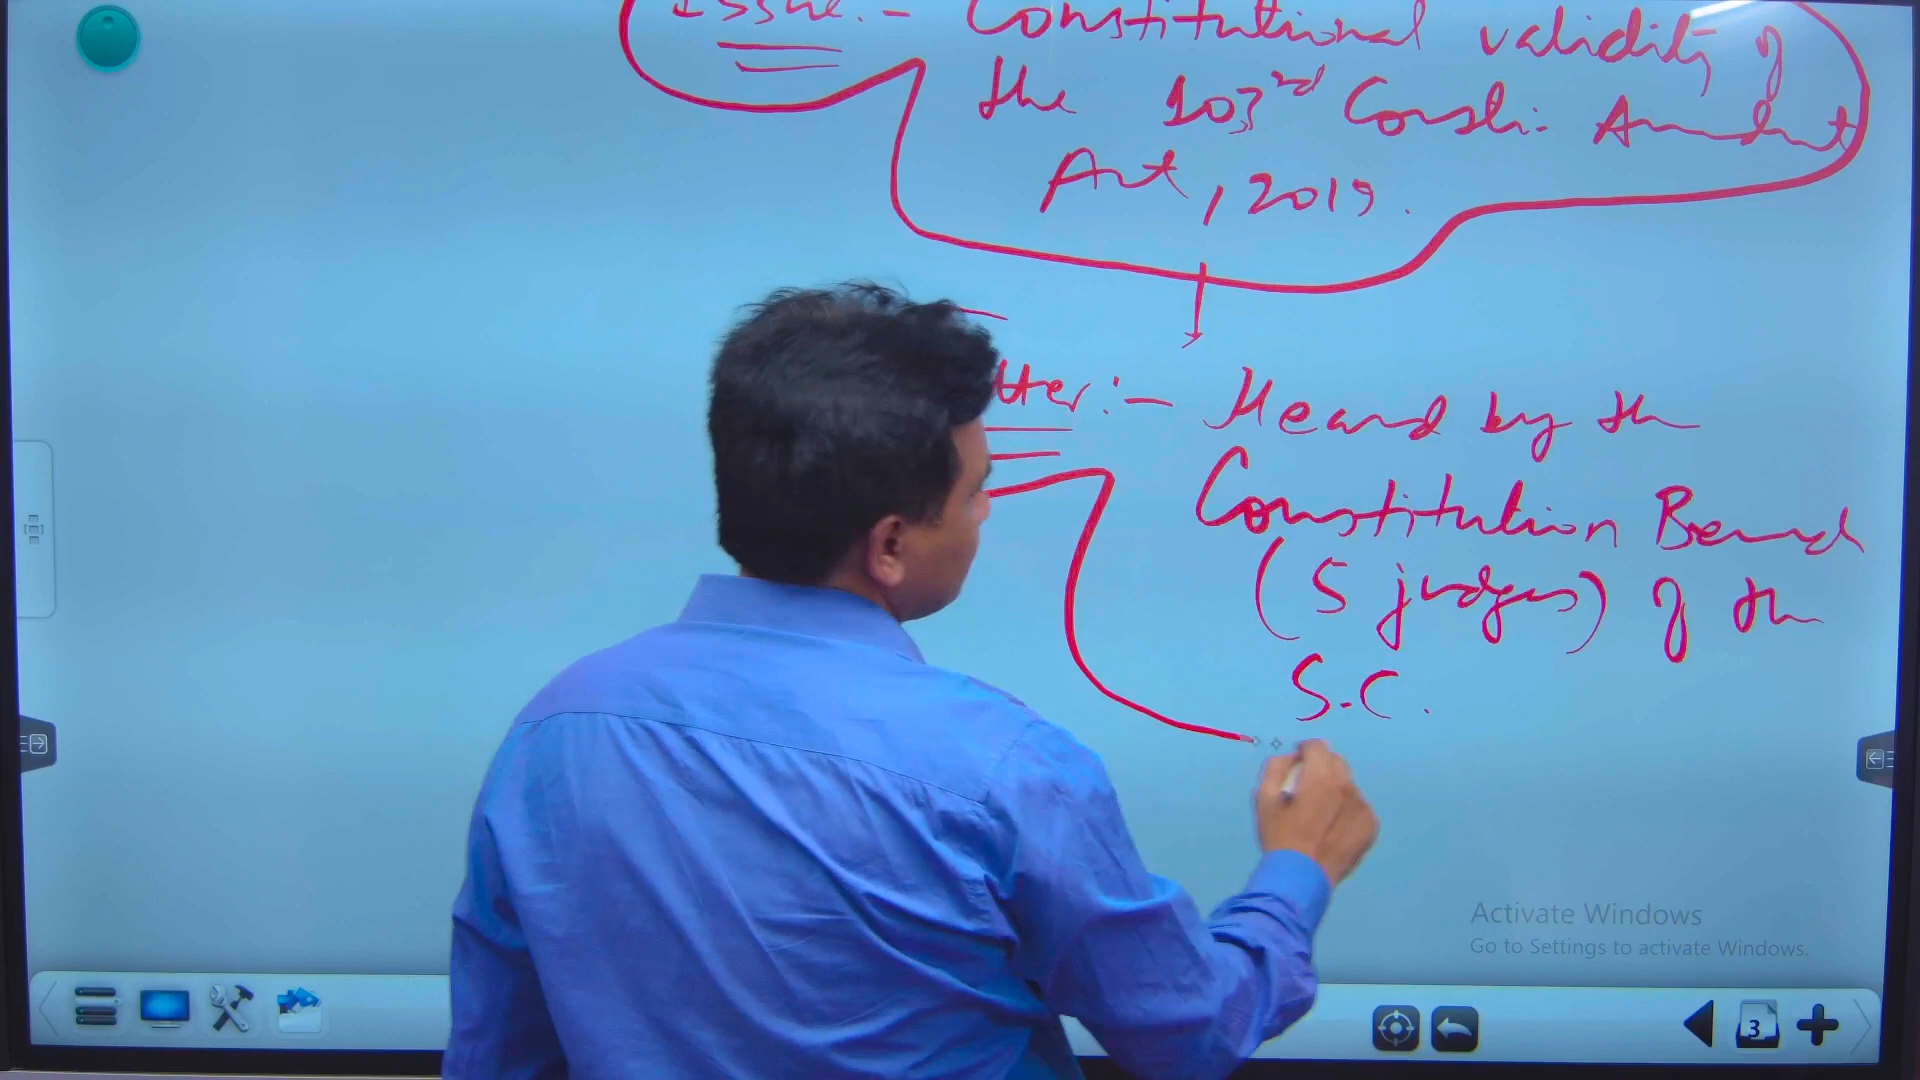 Issue:- Constitutional validity of
the 103rd Consti. Amendment
Act, 2019.
tter:- Heard by the
Constitution Bench
(5 judges) of the
S.C.
Activate Windows
Go to Settings to activate Windows.
3